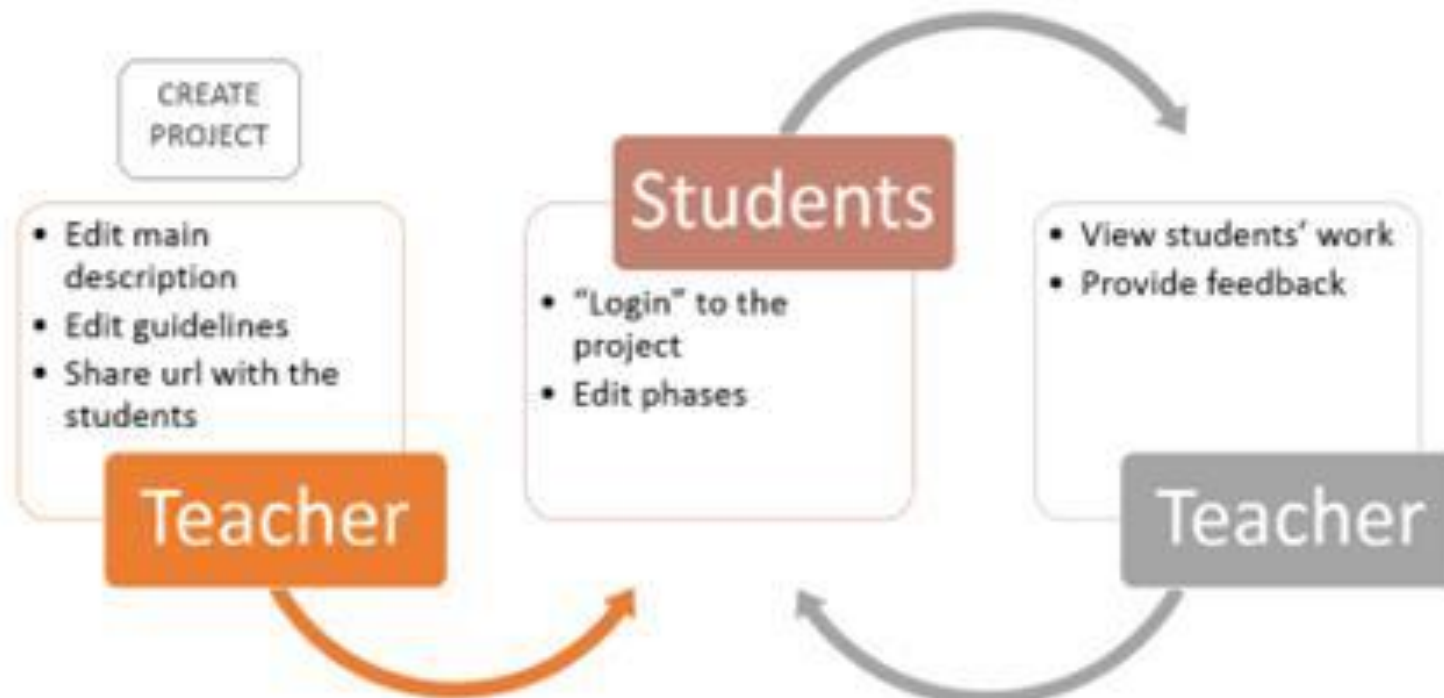 CREATE
PROJECT
• Edit main
description
• Edit guidelines
• Share url with the
students
Teacher
Students
• "Login" to the
project
• Edit phases
• View students' work
• Provide feedback
Teacher